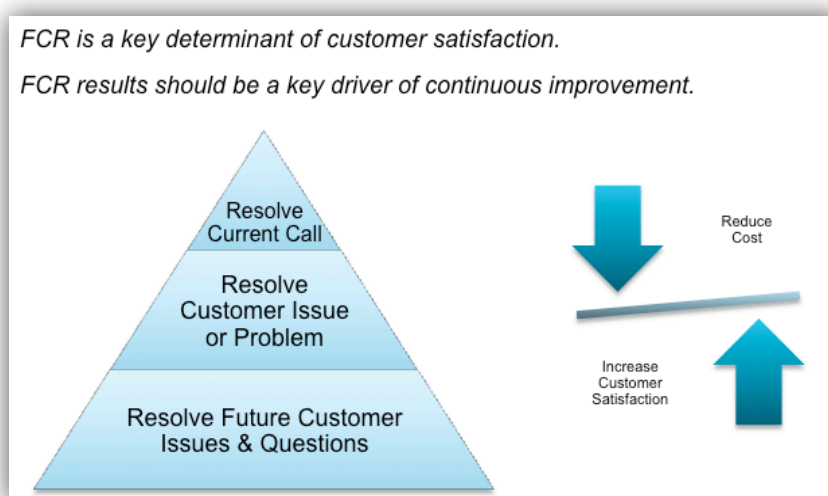 FCR is a key determinant of customer satisfaction.
FCR results should be a key driver of continuous improvement.
Resolve
Current Call
Resolve
Customer Issue
or Problem
Resolve Future Customer
Issues & Questions
Reduce
Cost
Increase
Customer
Satisfaction